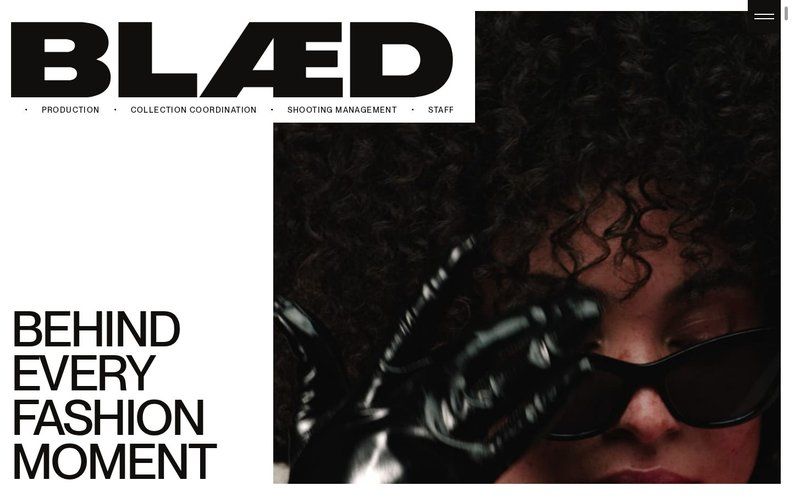 BLÆD
• PRODUCTION • COLLECTION COORDINATION • SHOOTING MANAGEMENT • STAFF
BEHIND
EVERY
FASHION
MOMENT